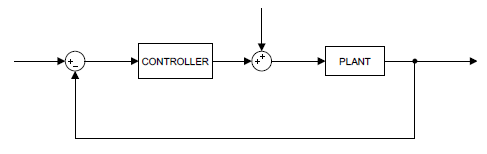 +
−
CONTROLLER
+
+
PLANT